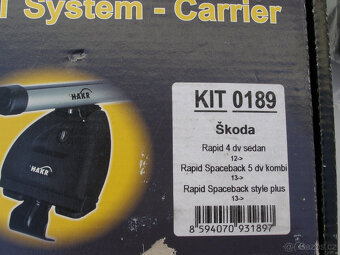 T System - Carrier
HAKR
HAKR
KIT 0189
Škoda
Rapid 4 dv sedan
12->
Rapid Spaceback 5 dv kombi
13->
Rapid Spaceback style plus
13->
8 594070 931897